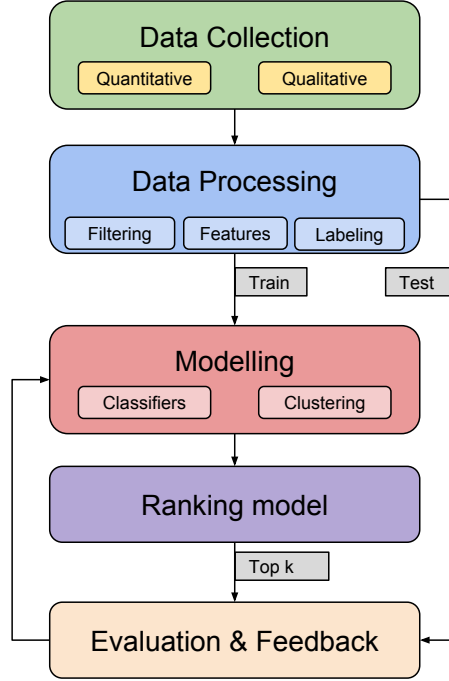 Data Collection
Quantitative Qualitative
Data Processing
Filtering Features Labeling
Train Test
Modelling
Classifiers Clustering
Ranking model
Top k
Evaluation & Feedback